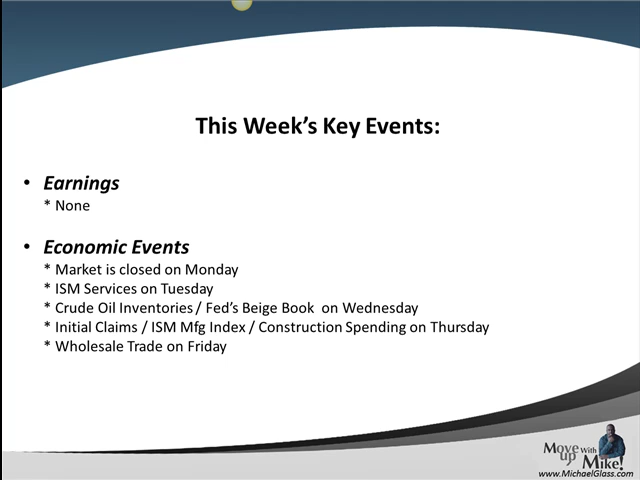 This Week's Key Events:
• Earnings
* None
• Economic Events
* Market is closed on Monday
* ISM Services on Tuesday
* Crude Oil Inventories / Fed's Beige Book on Wednesday
* Initial Claims / ISM Mfg Index / Construction Spending on Thursday
* Wholesale Trade on Friday
Move up With Mike!
www.MichaelGlass.com